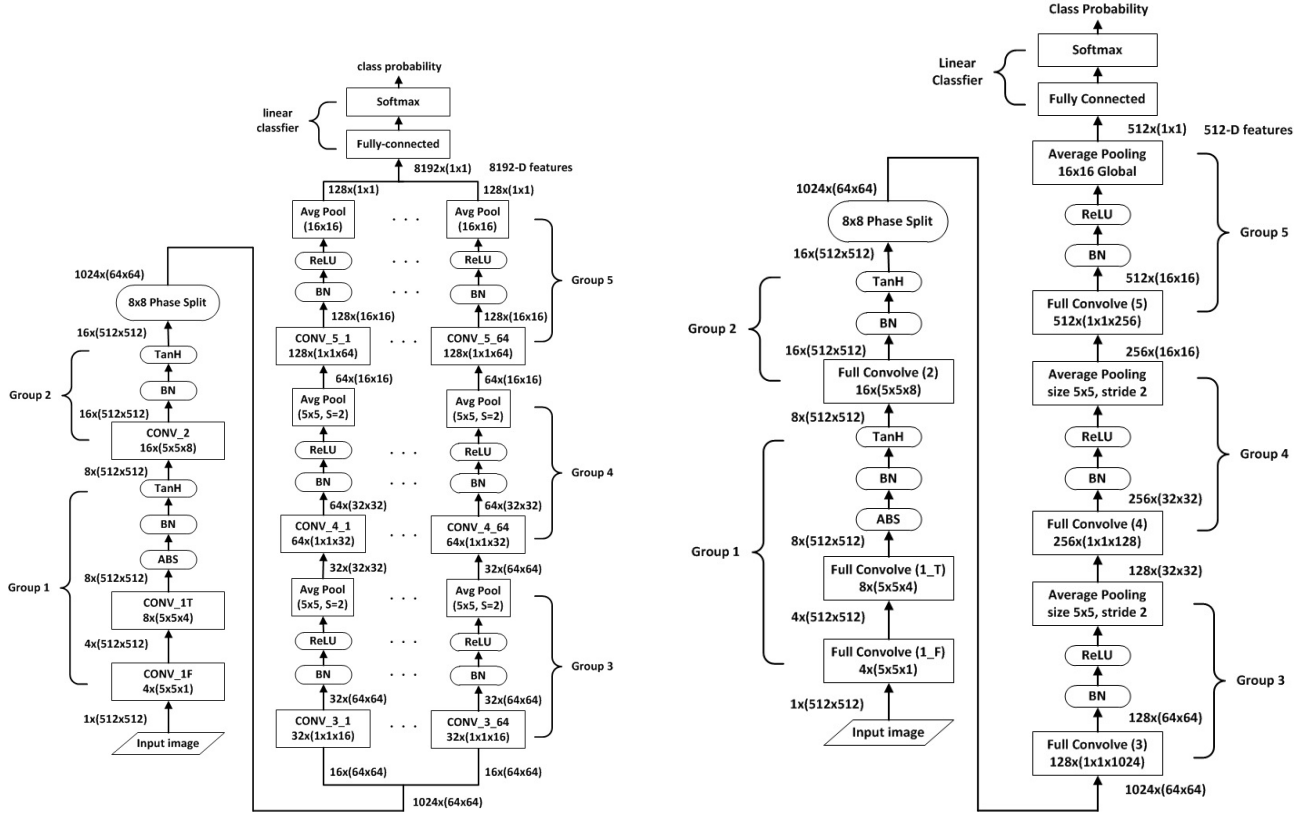 class probability
Softmax
linear
classfier
Fully-connected
8192x(1x1)
8192-D features
128x(1x1)
128x(1x1)
Avg Pool
(16x16)
. . .
Avg Pool
(16x16)
ReLU
. . .
ReLU
Group 5
BN
. . .
BN
128x(16x16)
128x(16x16)
CONV_5_1
128x(1x1x64)
. . .
CONV_5_64
128x(1x1x64)
64x(16x16)
64x(16x16)
Avg Pool
(5x5, S=2)
. . .
Avg Pool
(5x5, S=2)
ReLU
. . .
ReLU
Group 4
BN
. . .
BN
64x(32x32)
64x(32x32)
CONV_4_1
64x(1x1x32)
. . .
CONV_4_64
64x(1x1x32)
32x(32x32)
32x(64x64)
Avg Pool
(5x5, S=2)
. . .
Avg Pool
(5x5, S=2)
ReLU
. . .
ReLU
Group 3
BN
. . .
BN
32x(64x64)
32x(64x64)
CONV_3_1
32x(1x1x16)
. . .
CONV_3_64
32x(1x1x16)
16x(64x64)
16x(64x64)
1024x(64x64)
1024x(64x64)
8x8 Phase Split
16x(512x512)
TanH
Group 2
BN
16x(512x512)
CONV_2
16x(5x5x8)
8x(512x512)
TanH
BN
ABS
Group 1
8x(512x512)
CONV_1T
8x(5x5x4)
4x(512x512)
CONV_1F
4x(5x5x1)
1x(512x512)
Input image
Class Probability
Softmax
Linear
Classfier
Fully Connected
512x(1x1)
512-D features
Average Pooling
16x16 Global
ReLU
Group 5
BN
512x(16x16)
Full Convolve (5)
512x(1x1x256)
256x(16x16)
Average Pooling
size 5x5, stride 2
ReLU
Group 4
BN
256x(32x32)
Full Convolve (4)
256x(1x1x128)
128x(32x32)
Average Pooling
size 5x5, stride 2
ReLU
Group 3
BN
128x(64x64)
Full Convolve (3)
128x(1x1x1024)
1024x(64x64)
1024x(64x64)
8x8 Phase Split
16x(512x512)
TanH
Group 2
BN
16x(512x512)
Full Convolve (2)
16x(5x5x8)
8x(512x512)
TanH
BN
ABS
Group 1
8x(512x512)
Full Convolve (1_T)
8x(5x5x4)
4x(512x512)
Full Convolve (1_F)
4x(5x5x1)
1x(512x512)
Input image